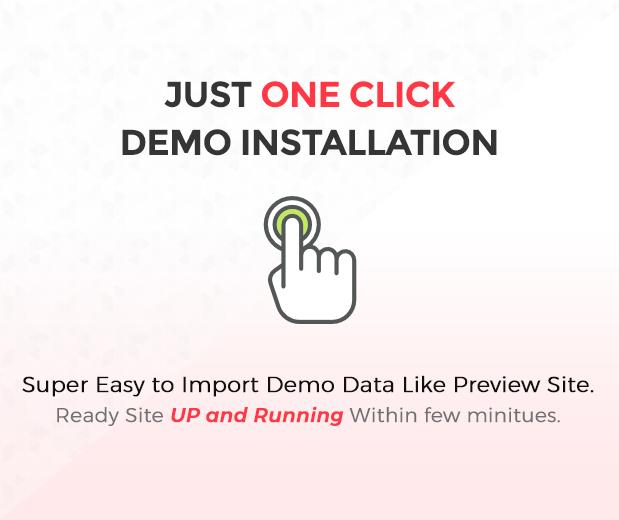 JUST ONE CLICK
DEMO INSTALLATION
Super Easy to Import Demo Data Like Preview Site.
Ready Site UP and Running Within few minitues.